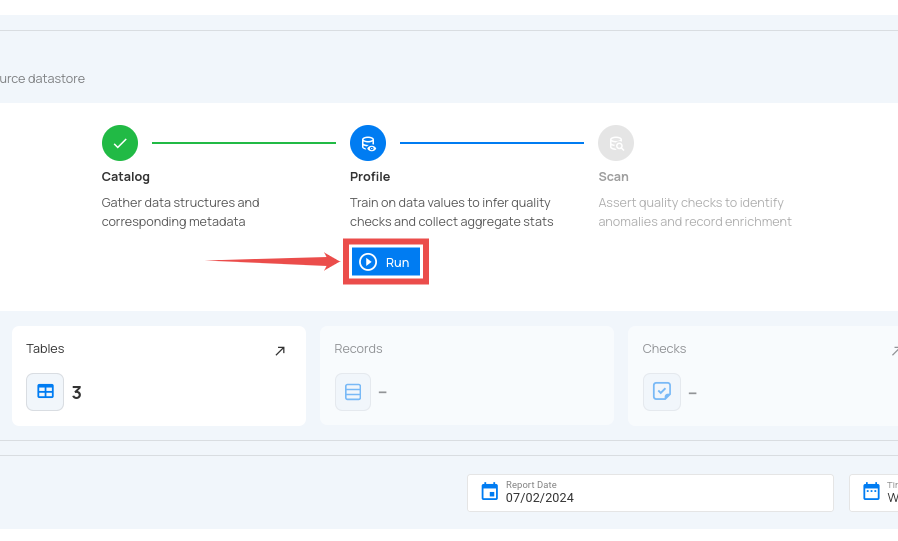 urce datastore
Catalog
Gather data structures and
corresponding metadata
Profile
Train on data values to infer quality
checks and collect aggregate stats
Run
Scan
Assert quality checks to identify
anomalies and record enrichment
Tables
3
Records
–
Checks
–
Report Date
07/02/2024